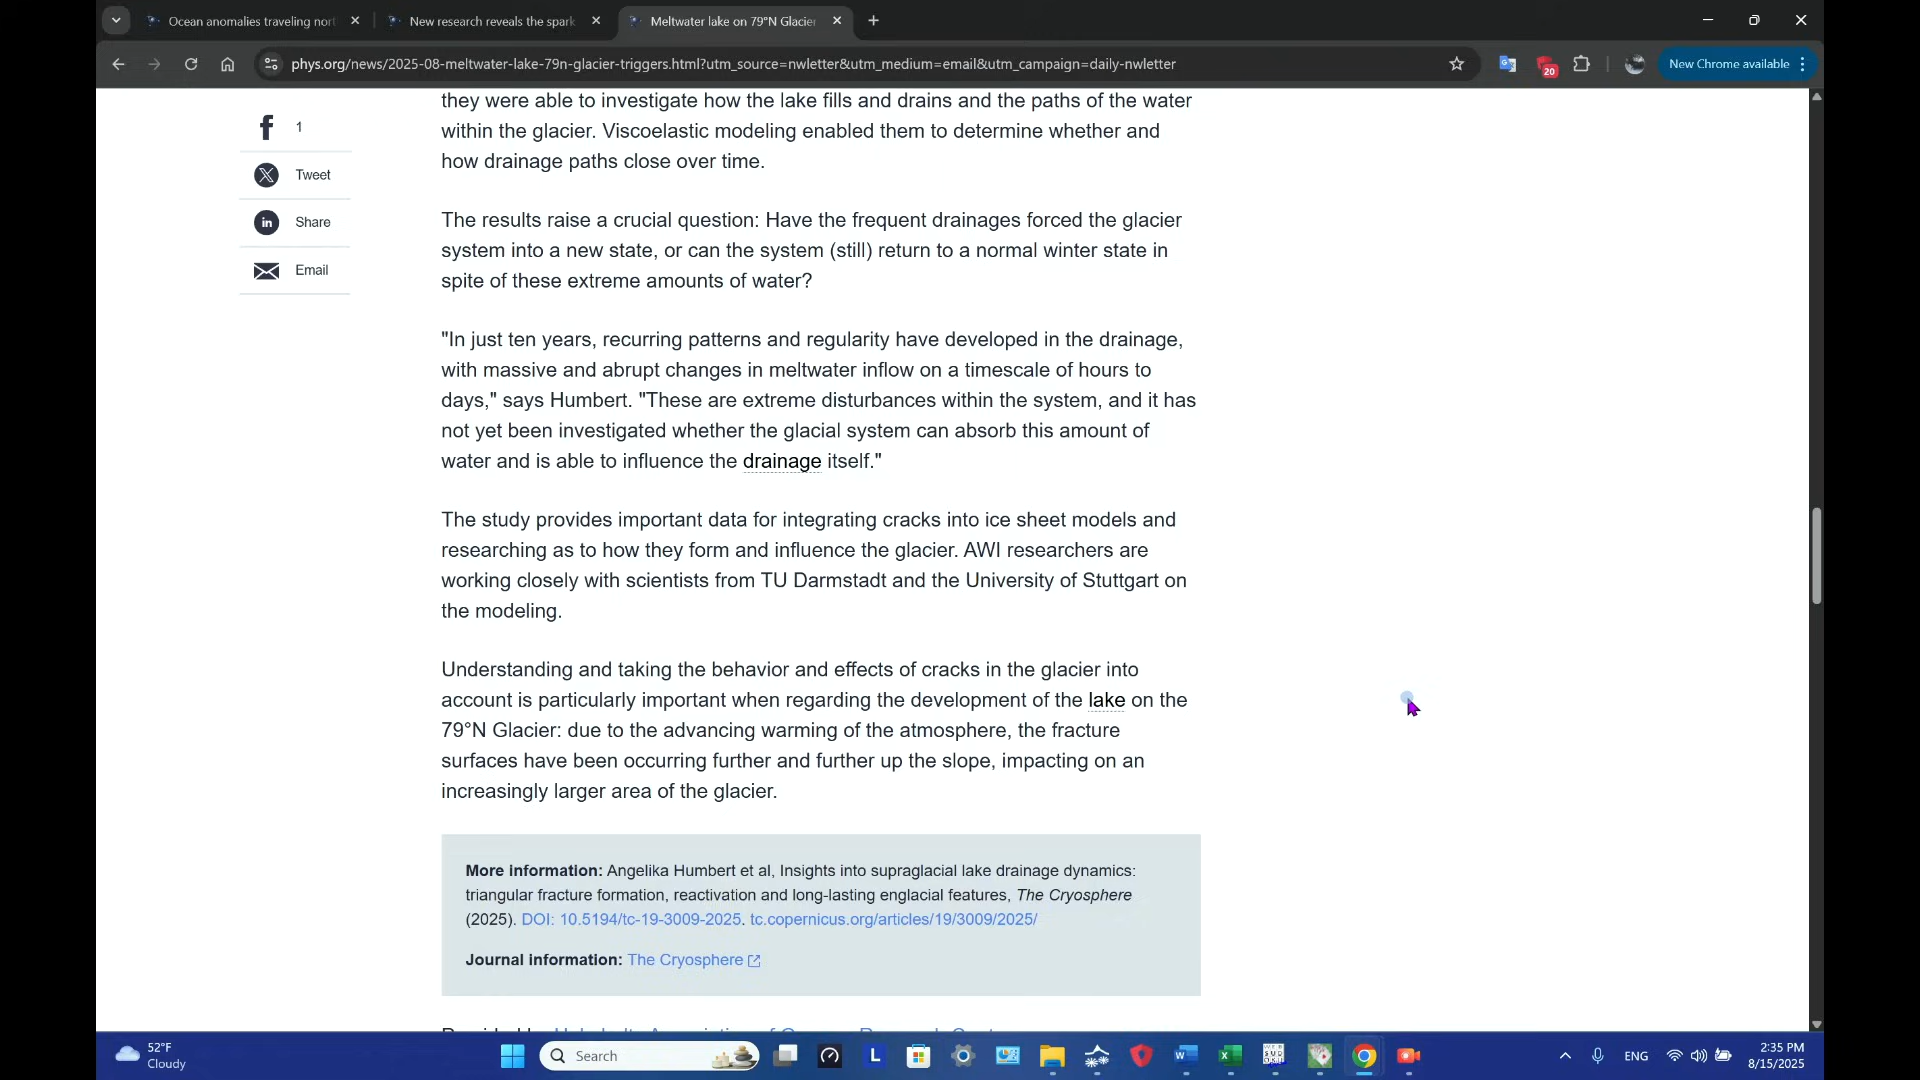 Ocean anomalies traveling nort
New research reveals the spark
Meltwater lake on 79°N Glacier
phys.org/news/2025-08-meltwater-lake-79n-glacier-triggers.html?utm_source=nwletter&utm_medium=email&utm_campaign=daily-nwletter
20
New Chrome available
1
Tweet
Share
Email
they were able to investigate how the lake fills and drains and the paths of the water
within the glacier. Viscoelastic modeling enabled them to determine whether and
how drainage paths close over time.
The results raise a crucial question: Have the frequent drainages forced the glacier
system into a new state, or can the system (still) return to a normal winter state in
spite of these extreme amounts of water?
"In just ten years, recurring patterns and regularity have developed in the drainage,
with massive and abrupt changes in meltwater inflow on a timescale of hours to
days," says Humbert. "These are extreme disturbances within the system, and it has
not yet been investigated whether the glacial system can absorb this amount of
water and is able to influence the drainage itself."
The study provides important data for integrating cracks into ice sheet models and
researching as to how they form and influence the glacier. AWI researchers are
working closely with scientists from TU Darmstadt and the University of Stuttgart on
the modeling.
Understanding and taking the behavior and effects of cracks in the glacier into
account is particularly important when regarding the development of the lake on the
79°N Glacier: due to the advancing warming of the atmosphere, the fracture
surfaces have been occurring further and further up the slope, impacting on an
increasingly larger area of the glacier.
More information: Angelika Humbert et al, Insights into supraglacial lake drainage dynamics:
triangular fracture formation, reactivation and long-lasting englacial features, The Cryosphere
(2025). DOI: 10.5194/tc-19-3009-2025. tc.copernicus.org/articles/19/3009/2025/
Journal information: The Cryosphere
52°F
Cloudy
Search
ENG
2:35 PM
8/15/2025